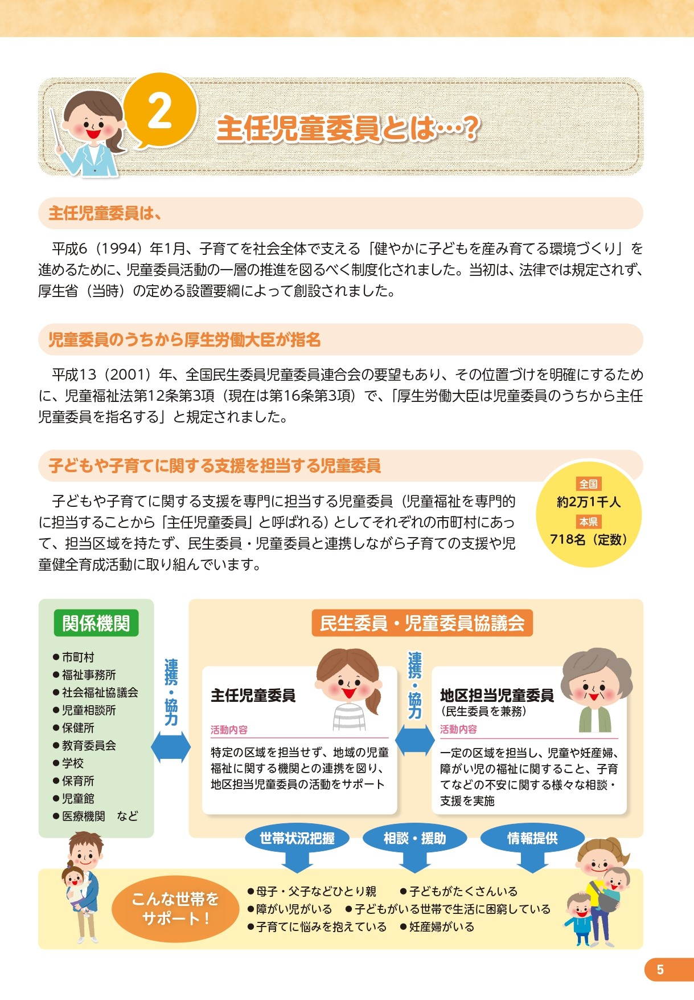 2
主任児童委員とは…?
主任児童委員は、
平成6（1994）年1月、子育てを社会全体で支える「健やかに子どもを産み育てる環境づくり」を
進めるために、児童委員活動の一層の推進を図るべく制度化されました。当初は、法律では規定されず、
厚生省（当時）の定める設置要綱によって創設されました。
児童委員のうちから厚生労働大臣が指名
平成13（2001）年、全国民生委員児童委員連合会の要望もあり、その位置づけを明確にするため
に、児童福祉法第12条第3項（現在は第16条第3項）で、「厚生労働大臣は児童委員のうちから主任
児童委員を指名する」と規定されました。
子どもや子育てに関する支援を担当する児童委員
子どもや子育てに関する支援を専門に担当する児童委員（児童福祉を専門的
に担当することから「主任児童委員」と呼ばれる）としてそれぞれの市町村にあっ
て、担当区域を持たず、民生委員・児童委員と連携しながら子育ての支援や児
童健全育成活動に取り組んでいます。
全国
約2万1千人
本県
718名（定数）
関係機関
●市町村
●福祉事務所
●社会福祉協議会
●児童相談所
●保健所
●教育委員会
●学校
●保育所
●児童館
●医療機関　など
連携・協力
民生委員・児童委員協議会
主任児童委員
活動内容
特定の区域を担当せず、地域の児童
福祉に関する機関との連携を図り、
地区担当児童委員の活動をサポート
連携・協力
地区担当児童委員
（民生委員を兼務）
活動内容
一定の区域を担当し、児童や妊産婦、
障がい児の福祉に関すること、子育
てなどの不安に関する様々な相談・
支援を実施
世帯状況把握
相談・援助
情報提供
こんな世帯を
サポート！
●母子・父子などひとり親　●子どもがたくさんいる
●障がい児がいる　●子どもがいる世帯で生活に困窮している
●子育てに悩みを抱えている　●妊産婦がいる
5